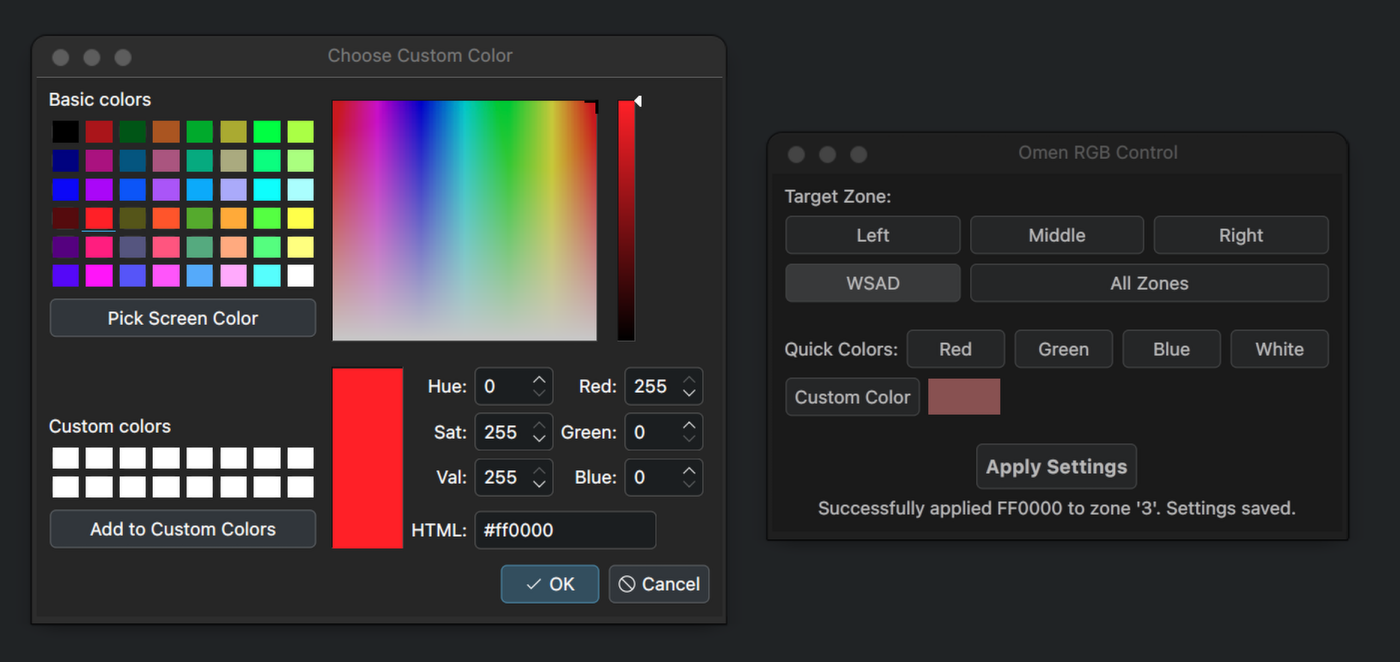 Choose Custom Color
Basic colors
Pick Screen Color
Custom colors
Add to Custom Colors
Hue: 0 Red: 255
Sat: 255 Green: 0
Val: 255 Blue: 0
HTML: #ff0000
OK Cancel
Omen RGB Control
Target Zone:
Left Middle Right
WSAD All Zones
Quick Colors: Red Green Blue White
Custom Color
Apply Settings
Successfully applied FF0000 to zone '3'. Settings saved.